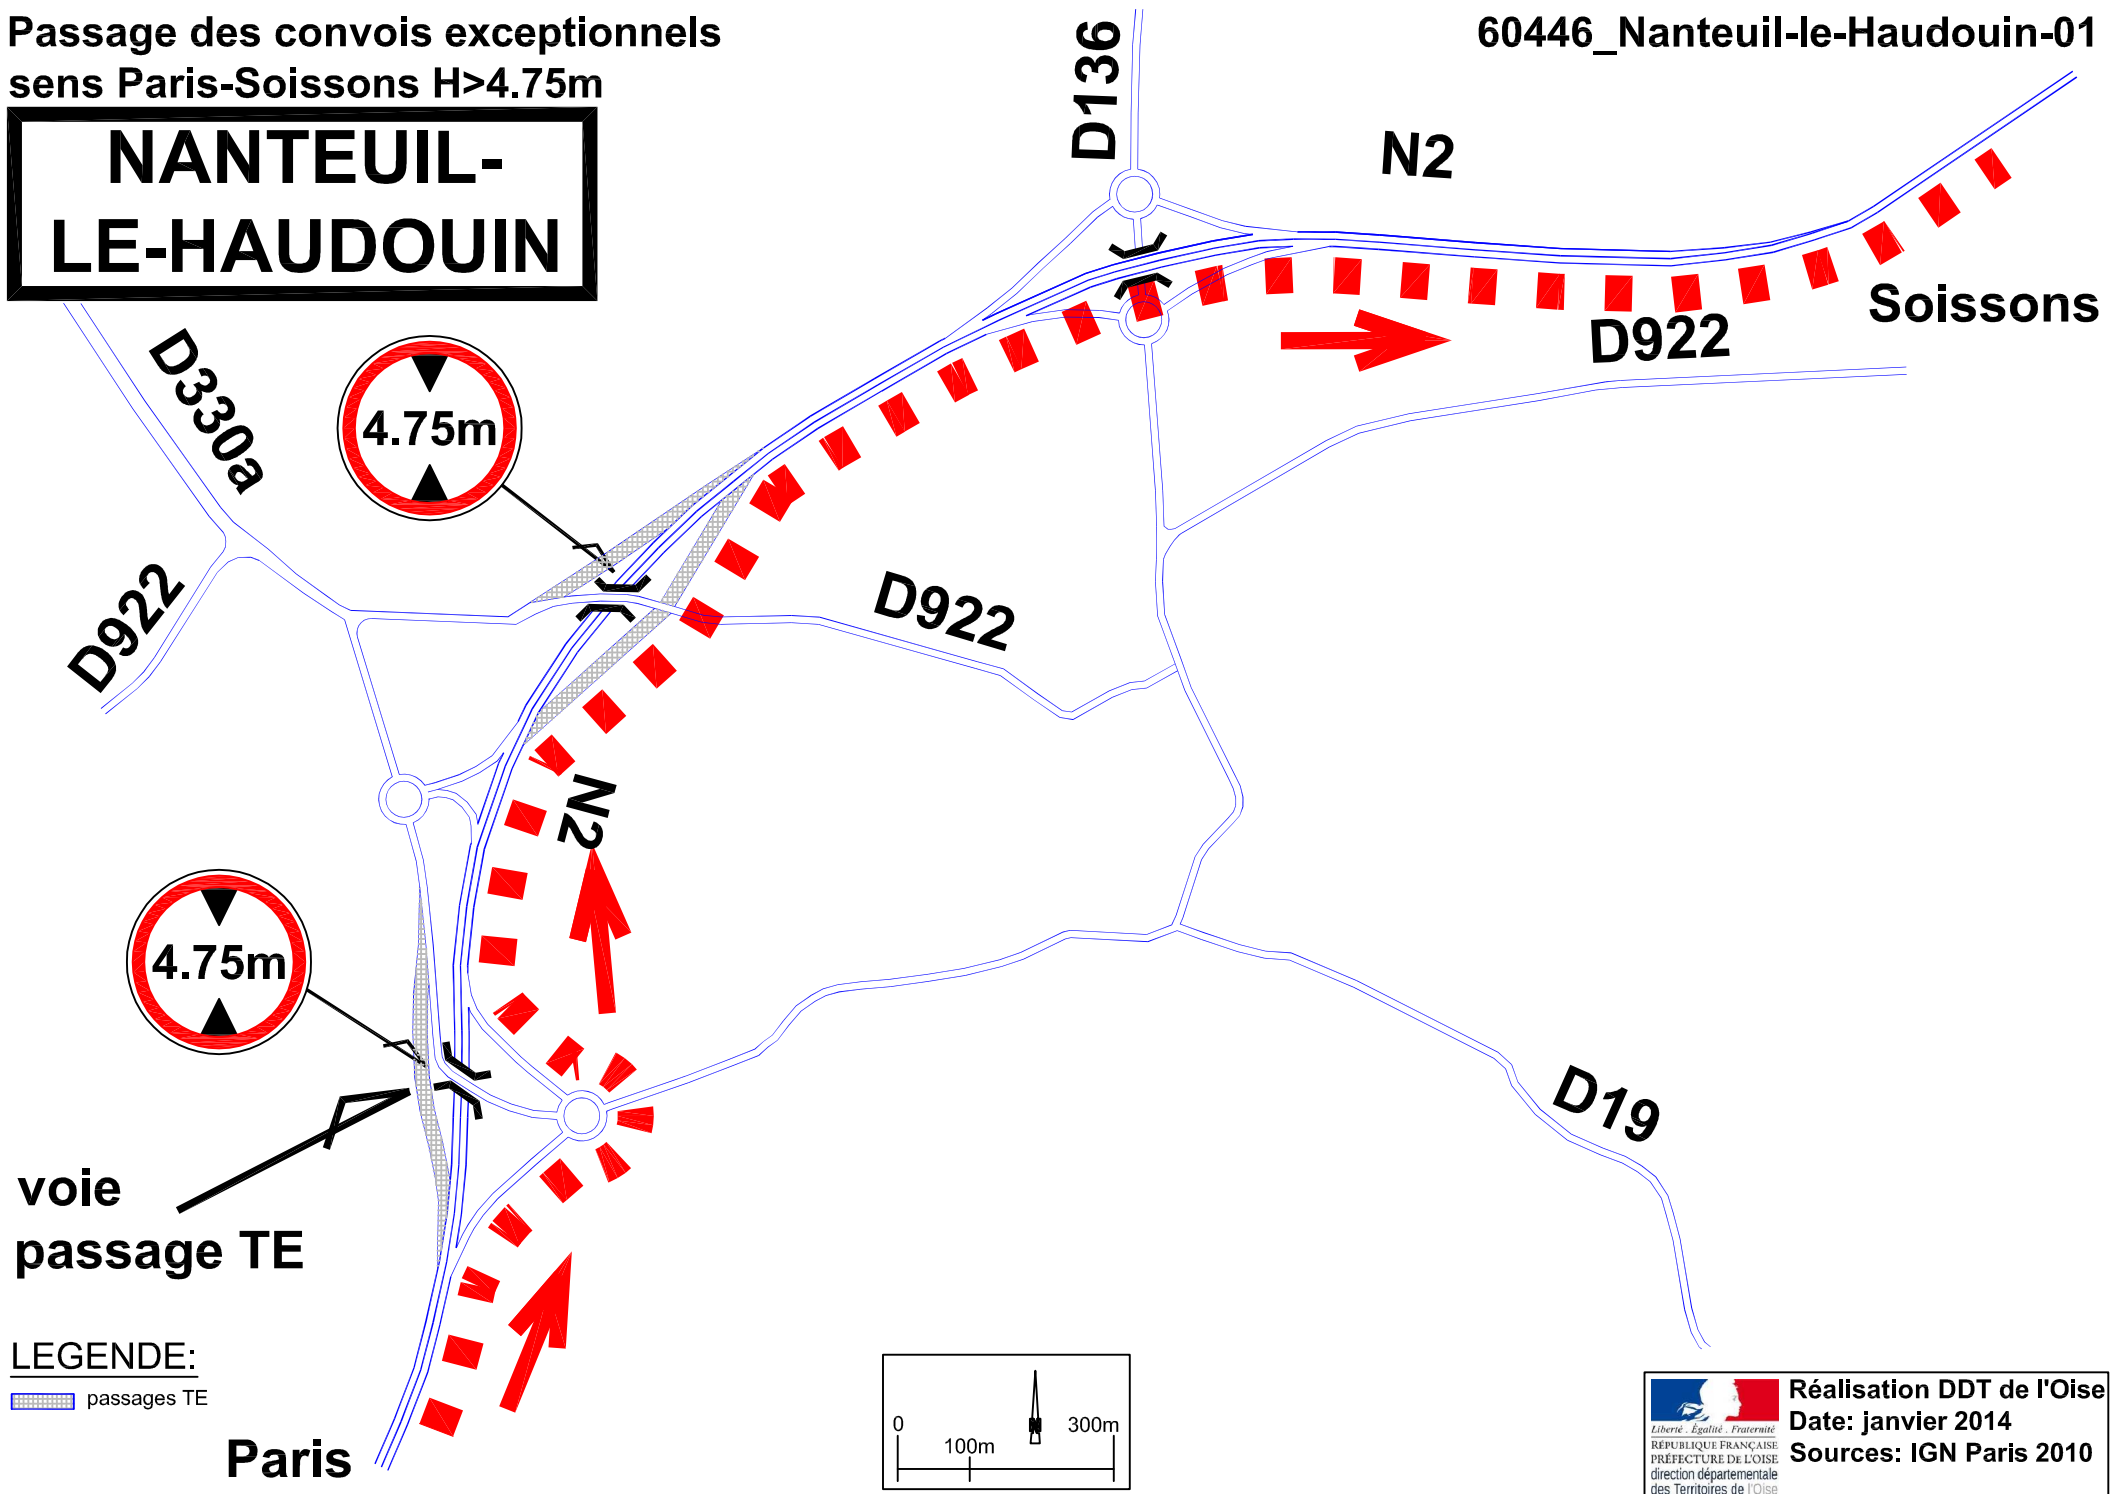 Passage des convois exceptionnels
sens Paris-Soissons H>4.75m
60446_Nanteuil-le-Haudouin-01
NANTEUIL-
LE-HAUDOUIN
D136
N2
Soissons
D922
D330a
4.75m
D922
D922
N2
4.75m
D19
voie
passage TE
LEGENDE:
passages TE
Paris
0
100m
300m
N
Liberté . Égalité . Fraternité
RÉPUBLIQUE FRANÇAISE
PRÉFECTURE DE L'OISE
direction départementale
des Territoires de l'Oise
Réalisation DDT de l'Oise
Date: janvier 2014
Sources: IGN Paris 2010